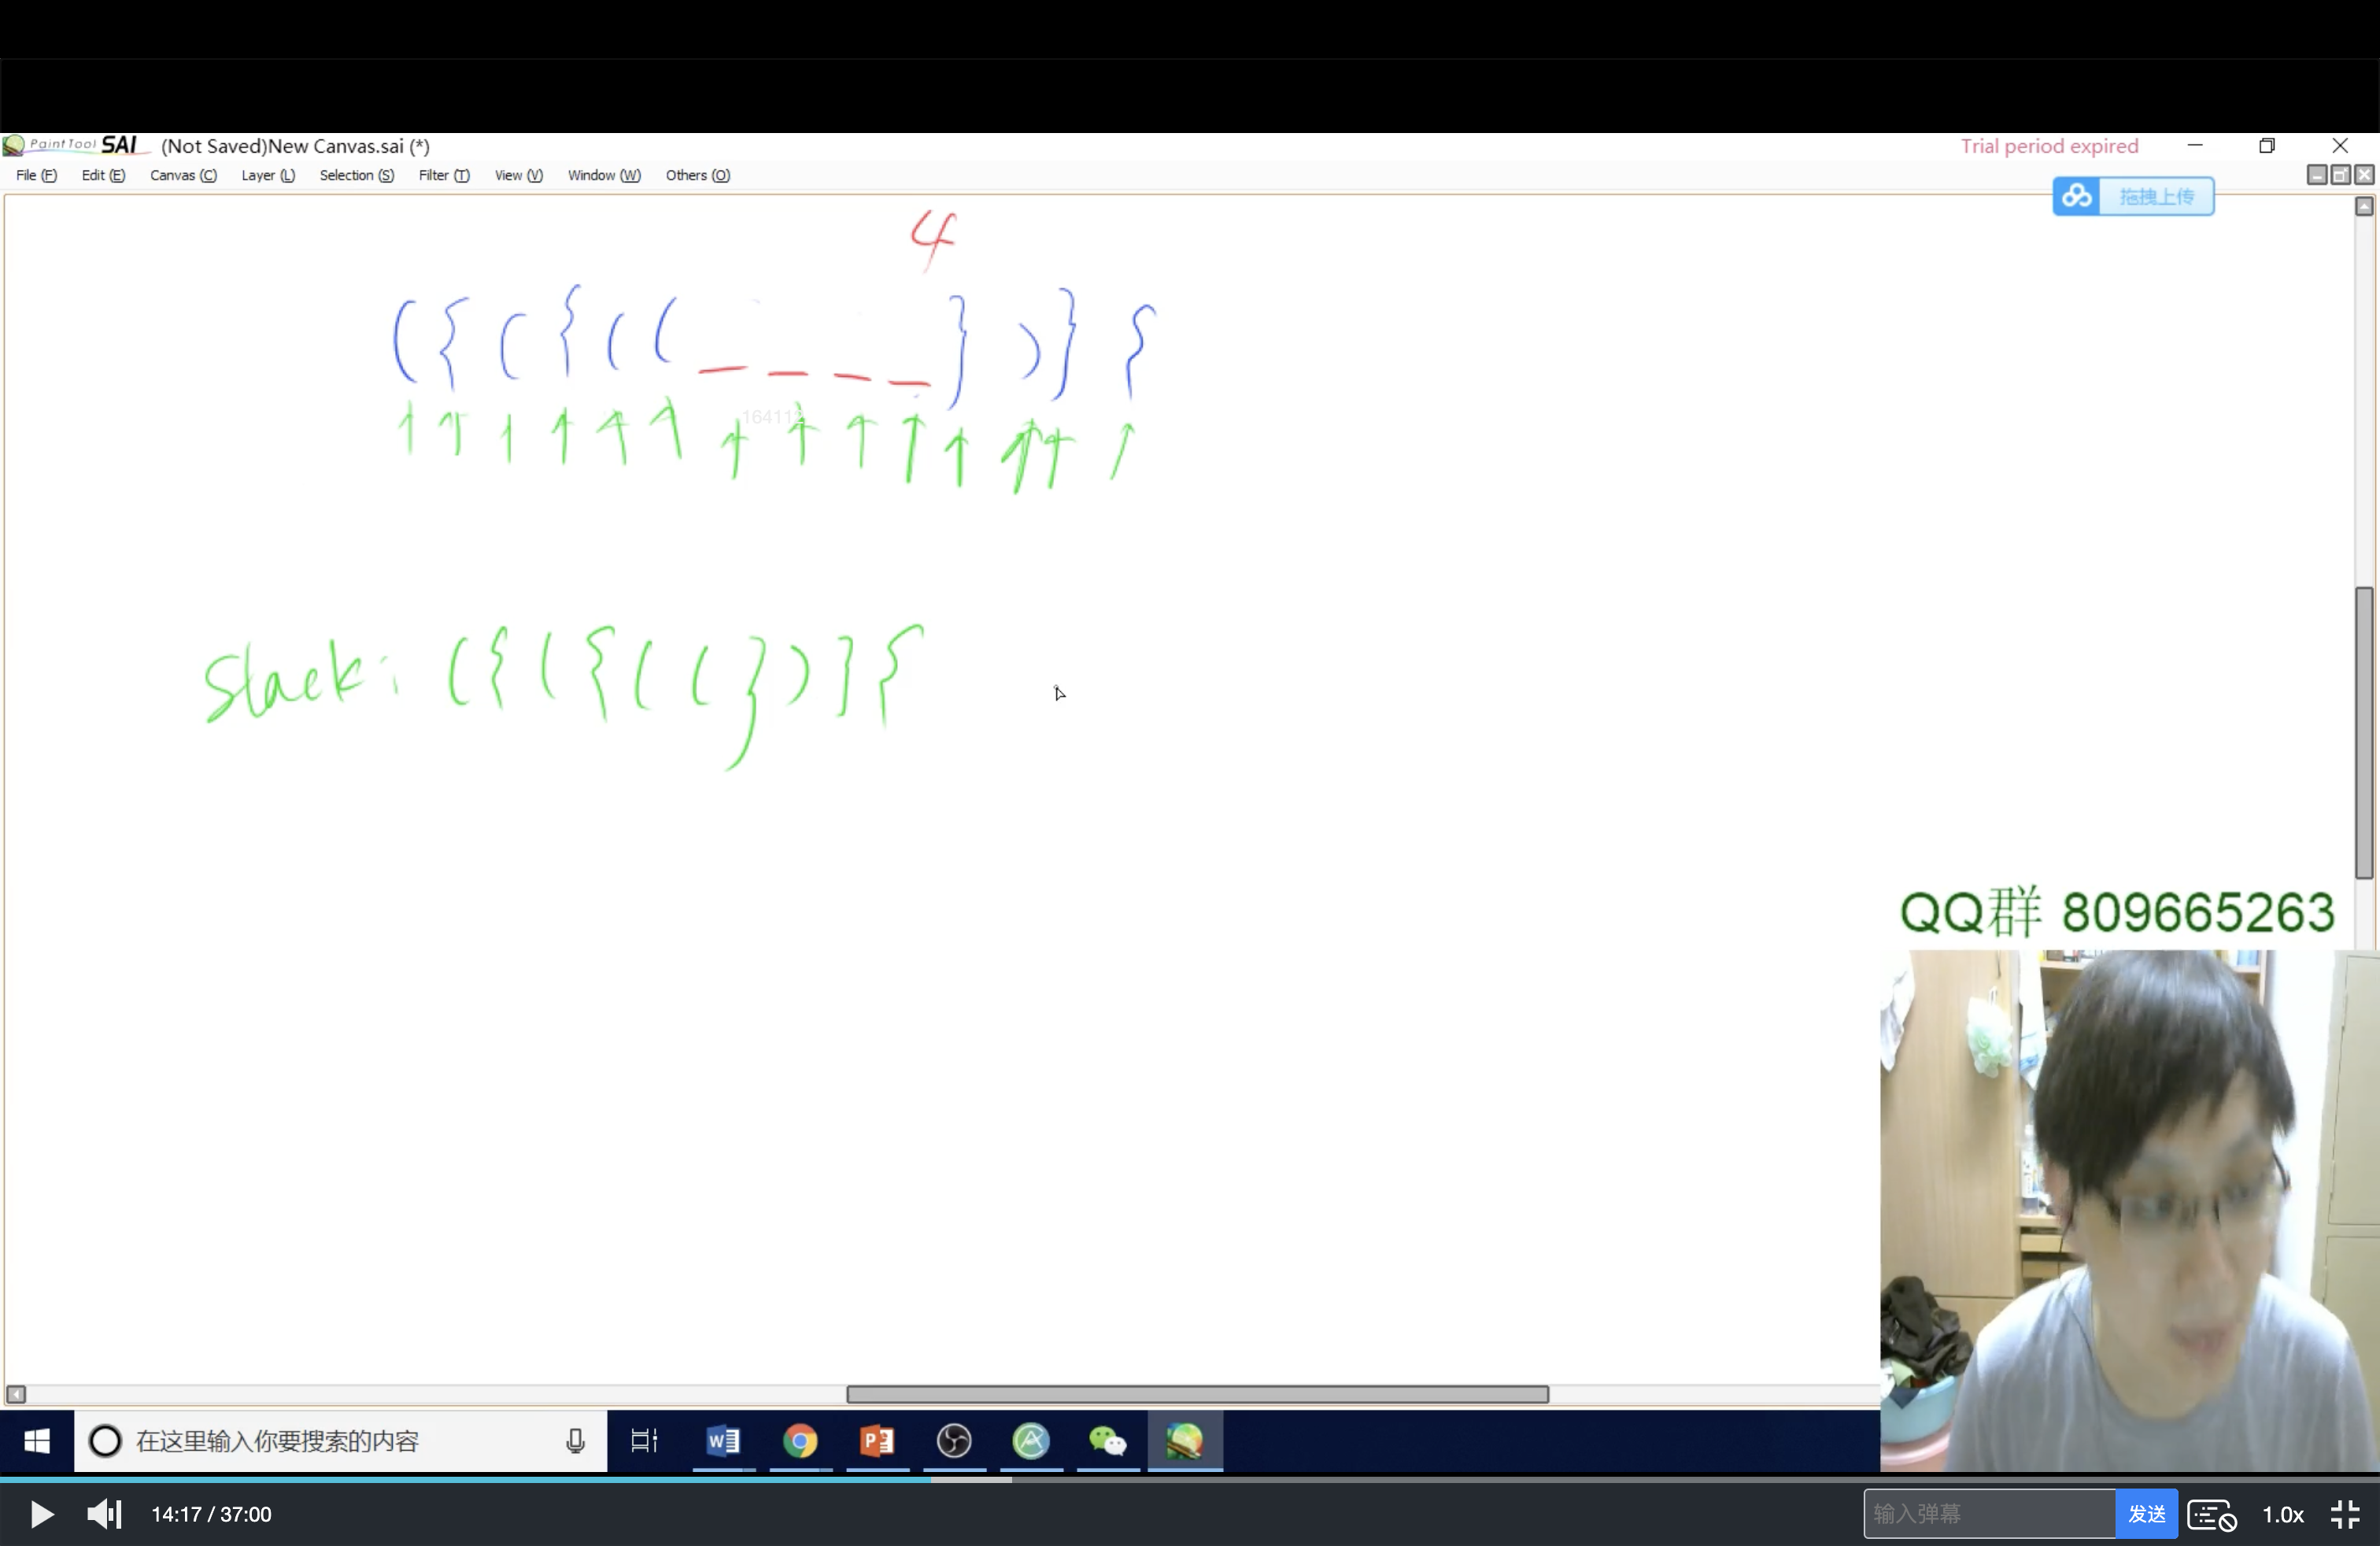 PaintTool SAI (Not Saved)New Canvas.sai (*) Trial period expired
File (F) Edit (E) Canvas (C) Layer (L) Selection (S) Filter (T) View (V) Window (W) Others (O)
拖拽上传
4
({({((_ _ _ _})}{
Stack: ({({((})}{
QQ群 809665263
在这里输入你要搜索的内容
14:17 / 37:00 输入弹幕 发送 1.0x